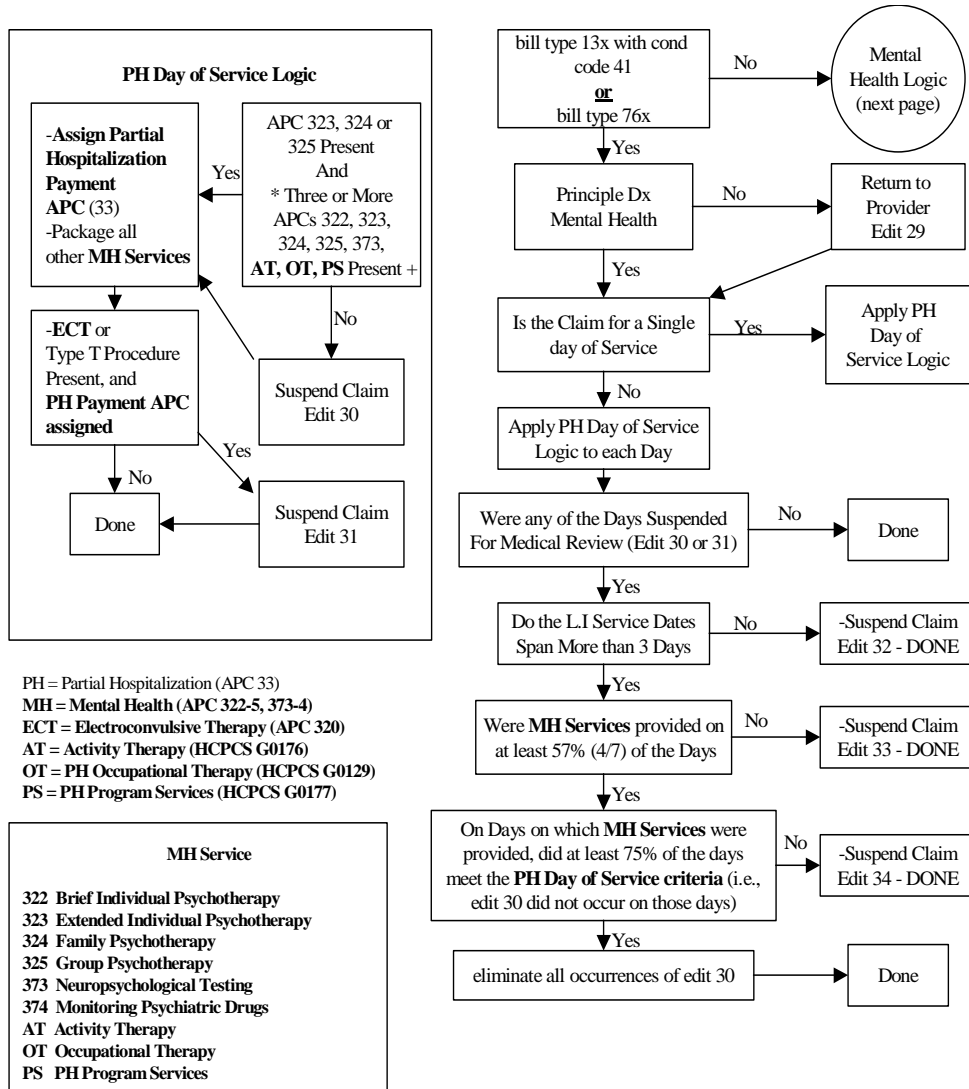 PH Day of Service Logic
-Assign Partial
Hospitalization
Payment
APC (33)
-Package all
other MH Services
Yes
APC 323, 324 or
325 Present
And
* Three or More
APCs 322, 323,
324, 325, 373,
AT, OT, PS Present +
No
Suspend Claim
Edit 30
-ECT or
Type T Procedure
Present, and
PH Payment APC
assigned
Yes
No
Done
Suspend Claim
Edit 31
PH = Partial Hospitalization (APC 33)
MH = Mental Health (APC 322-5, 373-4)
ECT = Electroconvulsive Therapy (APC 320)
AT = Activity Therapy (HCPCS G0176)
OT = PH Occupational Therapy (HCPCS G0129)
PS = PH Program Services (HCPCS G0177)
MH Service
322 Brief Individual Psychotherapy
323 Extended Individual Psychotherapy
324 Family Psychotherapy
325 Group Psychotherapy
373 Neuropsychological Testing
374 Monitoring Psychiatric Drugs
AT Activity Therapy
OT Occupational Therapy
PS PH Program Services
bill type 13x with cond
code 41
or
bill type 76x
No
Mental
Health Logic
(next page)
Yes
Principle Dx
Mental Health
No
Return to
Provider
Edit 29
Yes
Is the Claim for a Single
day of Service
Yes
Apply PH
Day of
Service Logic
No
Apply PH Day of Service
Logic to each Day
Were any of the Days Suspended
For Medical Review (Edit 30 or 31)
No
Done
Yes
Do the L.I Service Dates
Span More than 3 Days
No
-Suspend Claim
Edit 32 - DONE
Yes
Were MH Services provided on
at least 57% (4/7) of the Days
No
-Suspend Claim
Edit 33 - DONE
Yes
On Days on which MH Services were
provided, did at least 75% of the days
meet the PH Day of Service criteria (i.e.,
edit 30 did not occur on those days)
No
-Suspend Claim
Edit 34 - DONE
Yes
eliminate all occurrences of edit 30
Done